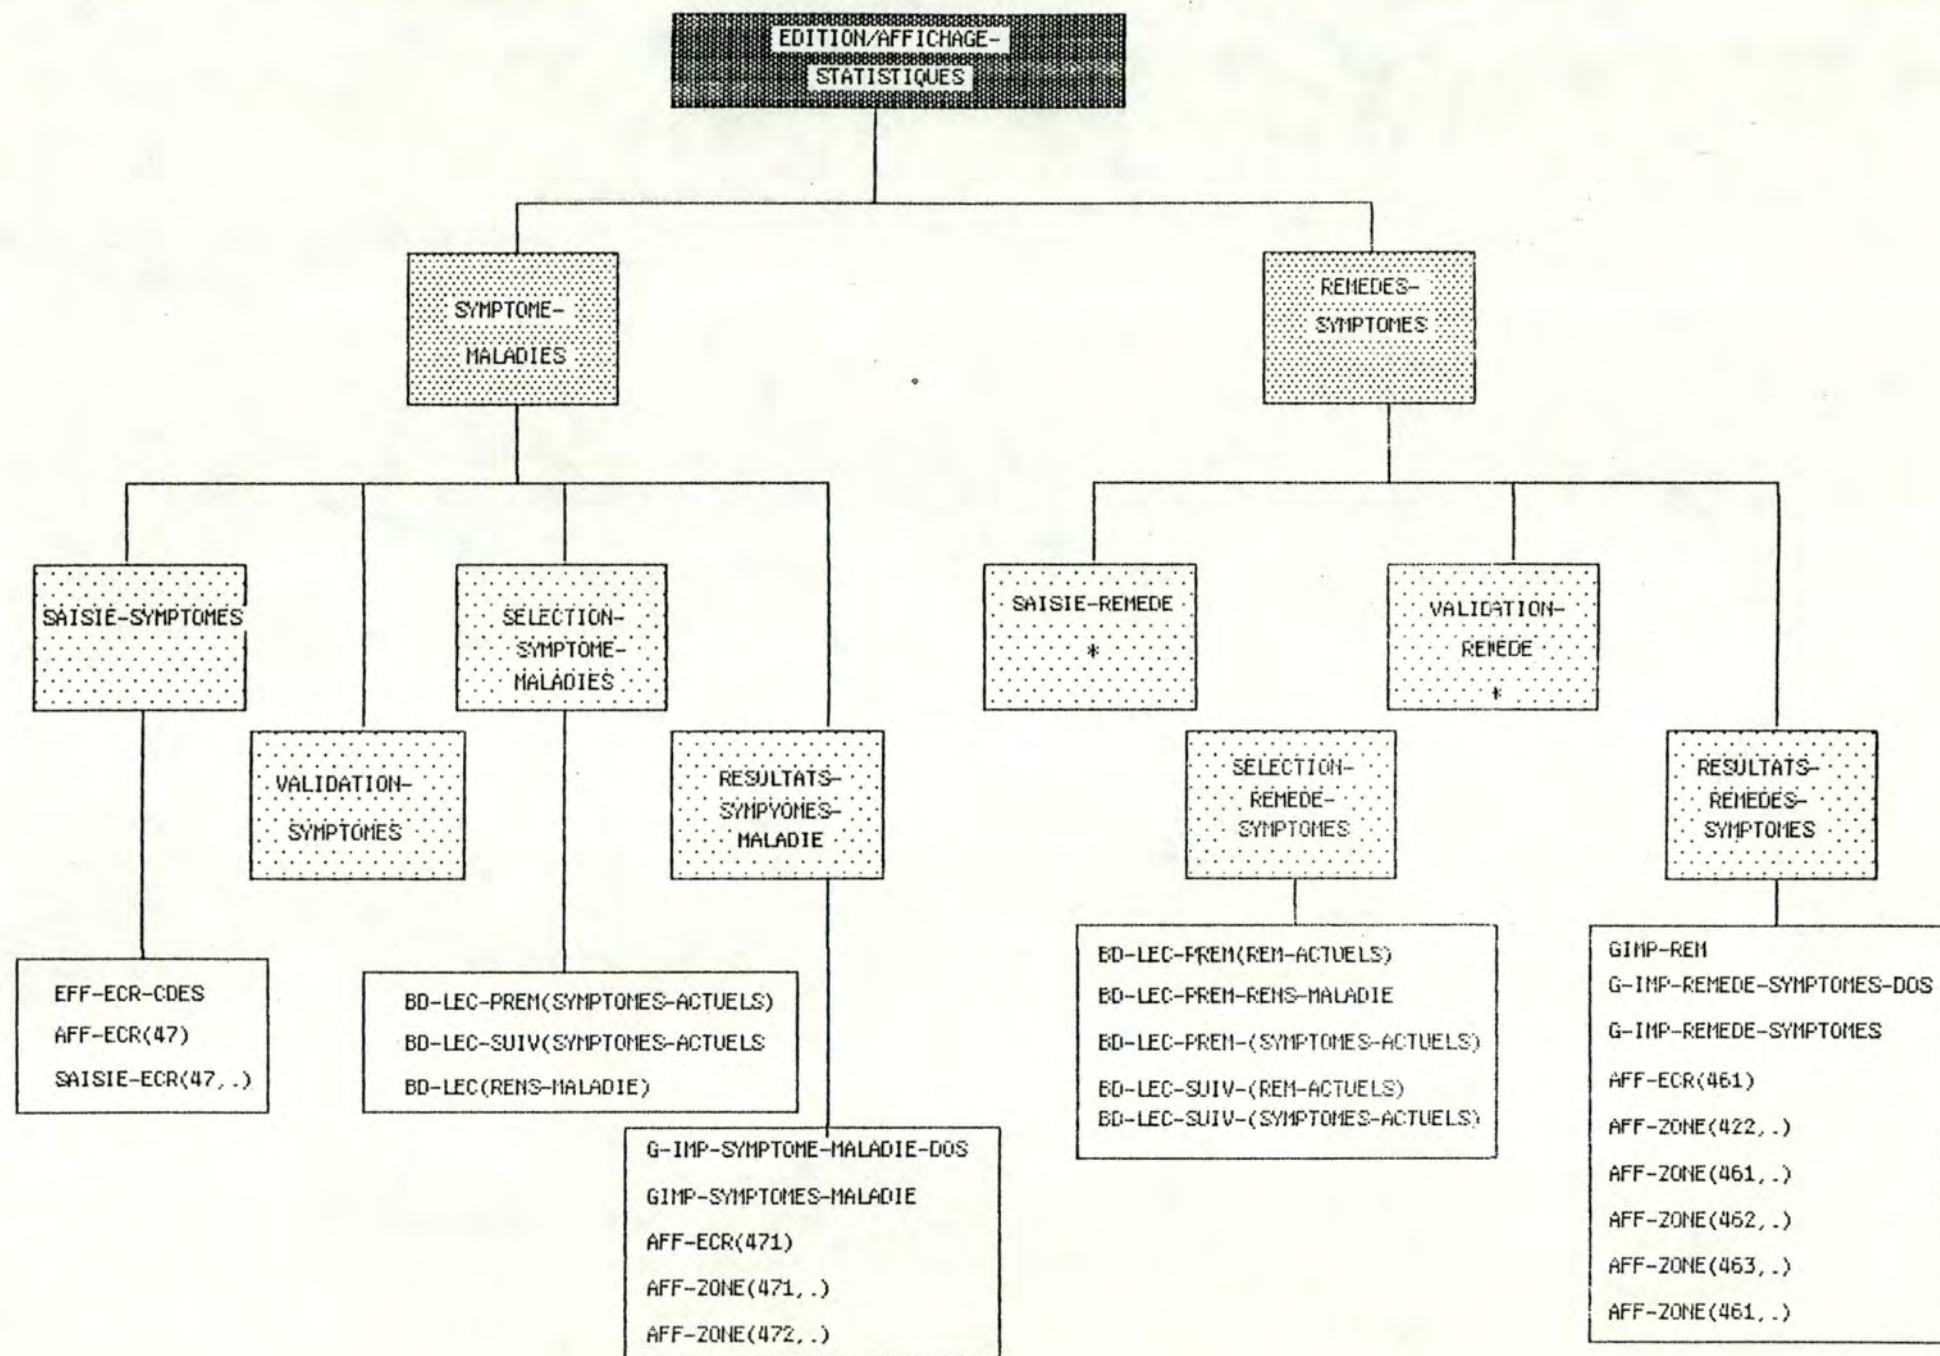 EDITION/AFFICHAGE-
STATISTIQUES
SYMPTOME-
MALADIES
REMEDES-
SYMPTOMES
SAISIE-SYMPTOMES
SELECTION-
SYMPTOME-
MALADIES
SAISIE-REMEDE
*
VALIDATION-
REMEDE
*
VALIDATION-
SYMPTOMES
RESULTATS-
SYMPYOMES-
MALADIE
SELECTION-
REMEDE-
SYMPTOMES
RESULTATS-
REMEDES-
SYMPTOMES
EFF-ECR-CDES
AFF-ECR(47)
SAISIE-ECR(47,.)
BD-LEC-PREM(SYMPTOMES-ACTUELS)
BD-LEC-SUIV(SYMPTOMES-ACTUELS
BD-LEC(RENS-MALADIE)
G-IMP-SYMPTOME-MALADIE-DOS
GIMP-SYMPTOMES-MALADIE
AFF-ECR(471)
AFF-ZONE(471,.)
AFF-ZONE(472,.)
BD-LEC-PREM(REM-ACTUELS)
BD-LEC-PREM-RENS-MALADIE
BD-LEC-PREM-(SYMPTOMES-ACTUELS)
BD-LEC-SUIV-(REM-ACTUELS)
BD-LEC-SUIV-(SYMPTOMES-ACTUELS)
GIMP-REM
G-IMP-REMEDE-SYMPTOMES-DOS
G-IMP-REMEDE-SYMPTOMES
AFF-ECR(461)
AFF-ZONE(422,.)
AFF-ZONE(461,.)
AFF-ZONE(462,.)
AFF-ZONE(463,.)
AFF-ZONE(461,.)